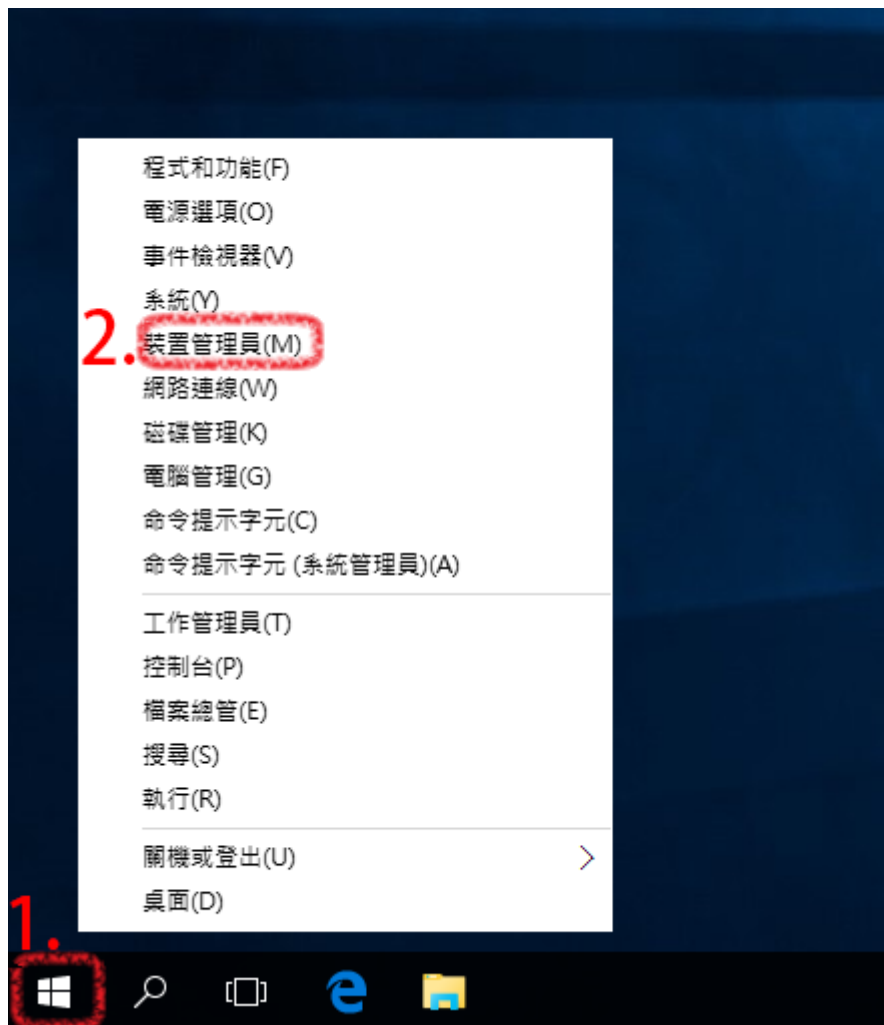 程式和功能(F)
電源選項(O)
事件檢視器(V)
系統(Y)
2. 裝置管理員(M)
網路連線(W)
磁碟管理(K)
電腦管理(G)
命令提示字元(C)
命令提示字元 (系統管理員)(A)
工作管理員(T)
控制台(P)
檔案總管(E)
搜尋(S)
執行(R)
關機或登出(U)
桌面(D)
1.